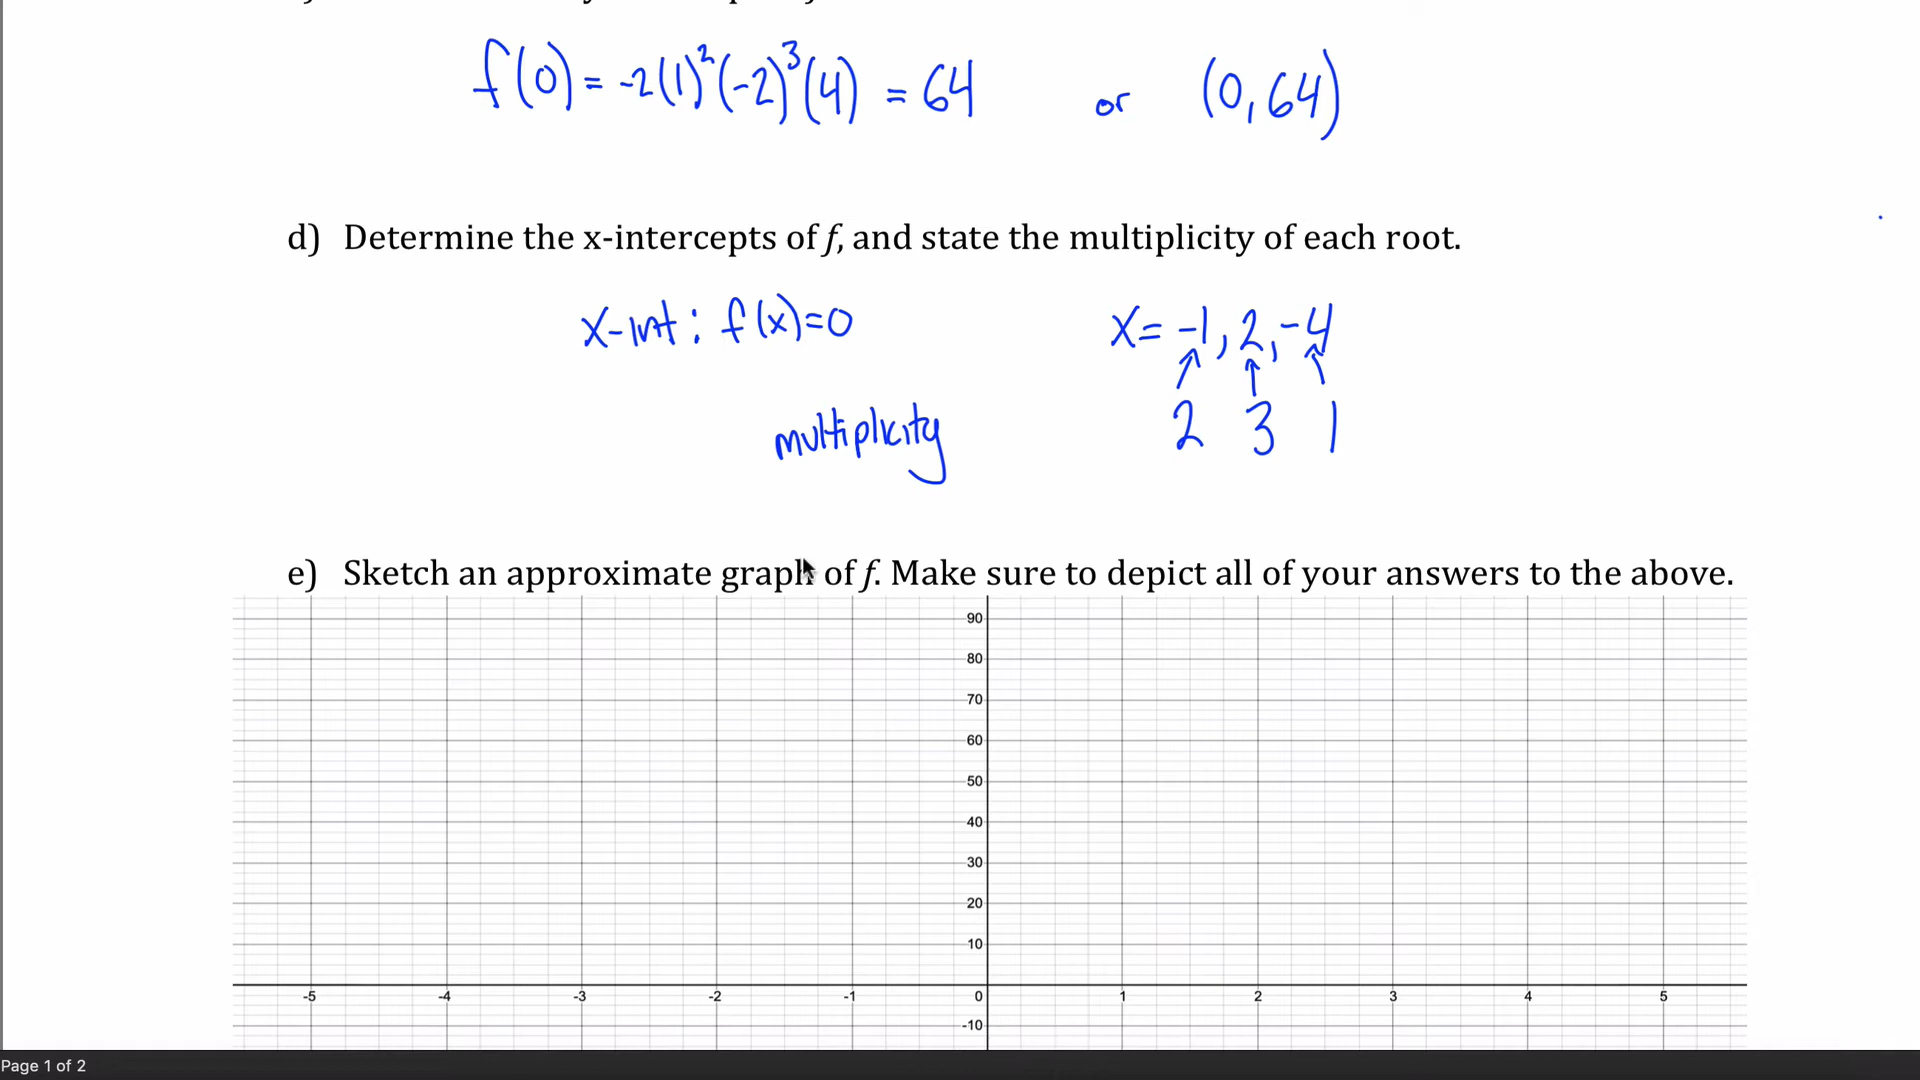 f(0) = -2(1)²(-2)³(4) = 64 or (0,64)
d) Determine the x-intercepts of f, and state the multiplicity of each root.
x-int: f(x)=0 x= -1, 2, -4
multiplicity 2 3 1
e) Sketch an approximate graph of f. Make sure to depict all of your answers to the above.
90
80
70
60
50
40
30
20
10
-5 -4 -3 -2 -1 0 1 2 3 4 5
-10
Page 1 of 2